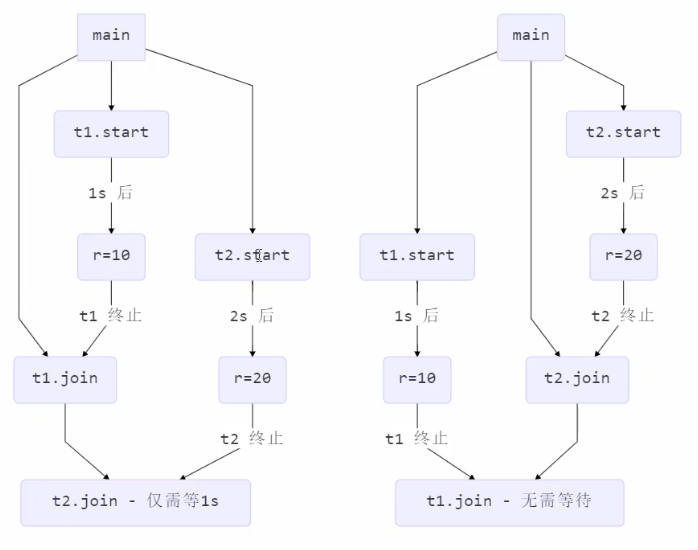 main
t1.start
1s 后
r=10
t2.start
t1 终止
2s 后
t1.join
r=20
t2 终止
t2.join - 仅需等1s
main
t2.start
2s 后
t1.start
r=20
1s 后
t2 终止
r=10
t2.join
t1 终止
t1.join - 无需等待